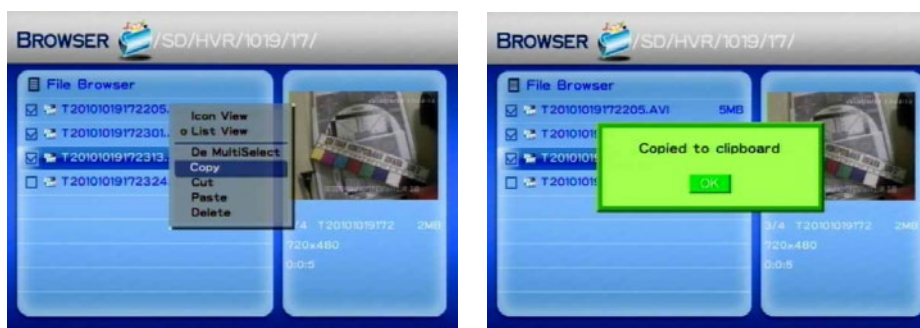 BROWSER /SD/HVR/1019/17/
File Browser
T20101019172205.
T20101019172301.
T20101019172313.
T20101019172324
Icon View
o List View
De MultiSelect
Copy
Cut
Paste
Delete
/4 T20101019172 2MB
720x480
0:0:5
BROWSER /SD/HVR/1019/17/
File Browser
T20101019172205.AVI 5MB
T2010101
T2010101
T2010101
Copied to clipboard
OK
3/4 T20101019172 2MB
720x480
0:0:5